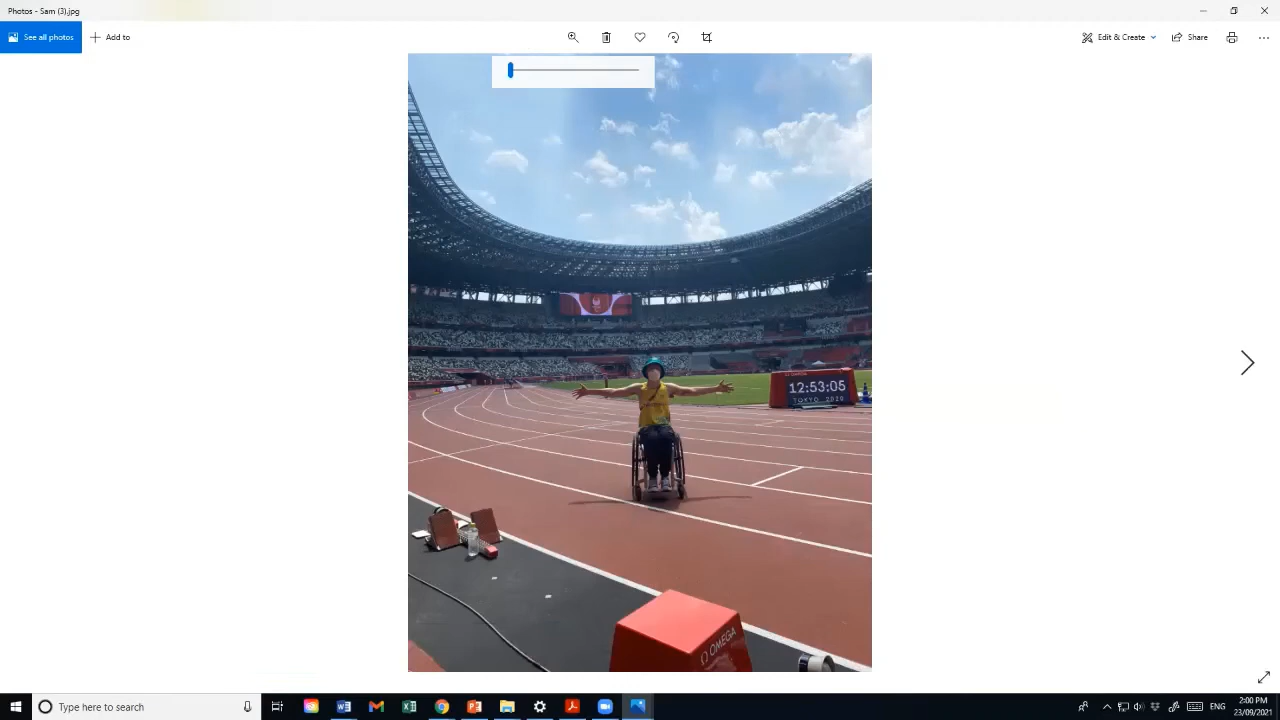 Photos - Sam (3).jpg
See all photos
Add to
Edit & Create
Share
12:53:05
TOKYO 2020
OMEGA
OMEGA
Type here to search
ENG
2:00 PM
23/09/2021